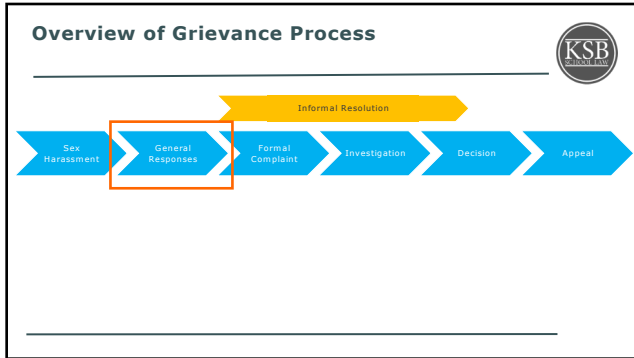 Overview of Grievance Process
KSB
SCHOOL LAW
Informal Resolution
Sex
Harassment
General
Responses
Formal
Complaint
Investigation
Decision
Appeal